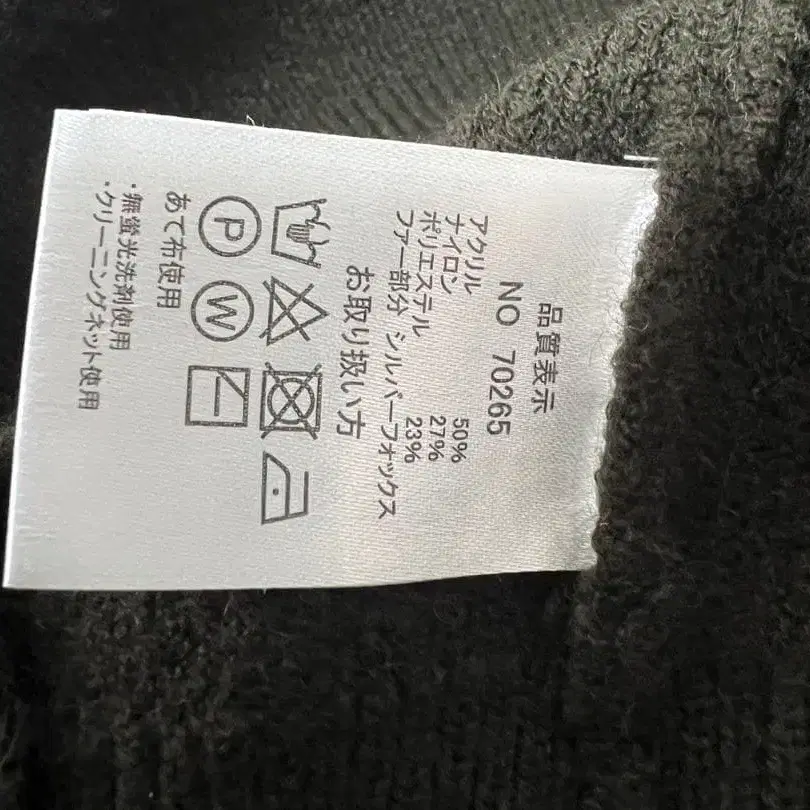 品質表示
NO 70265
アクリル 50%
ナイロン 27%
ポリエステル 23%
ファー部分 シルバーフォックス
お取り扱い方
P W
あて布使用
・無蛍光洗剤使用
・クリーニングネット使用